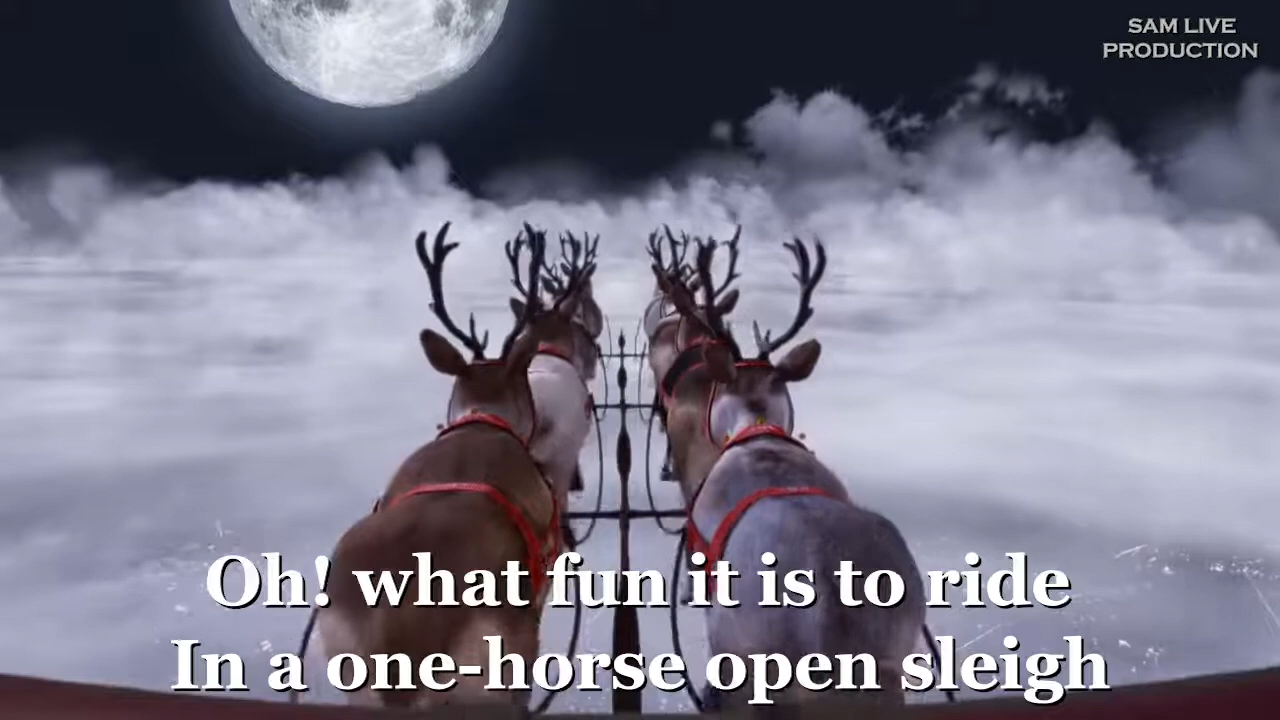 SAM LIVE
PRODUCTION
Oh! what fun it is to ride
In a one-horse open sleigh